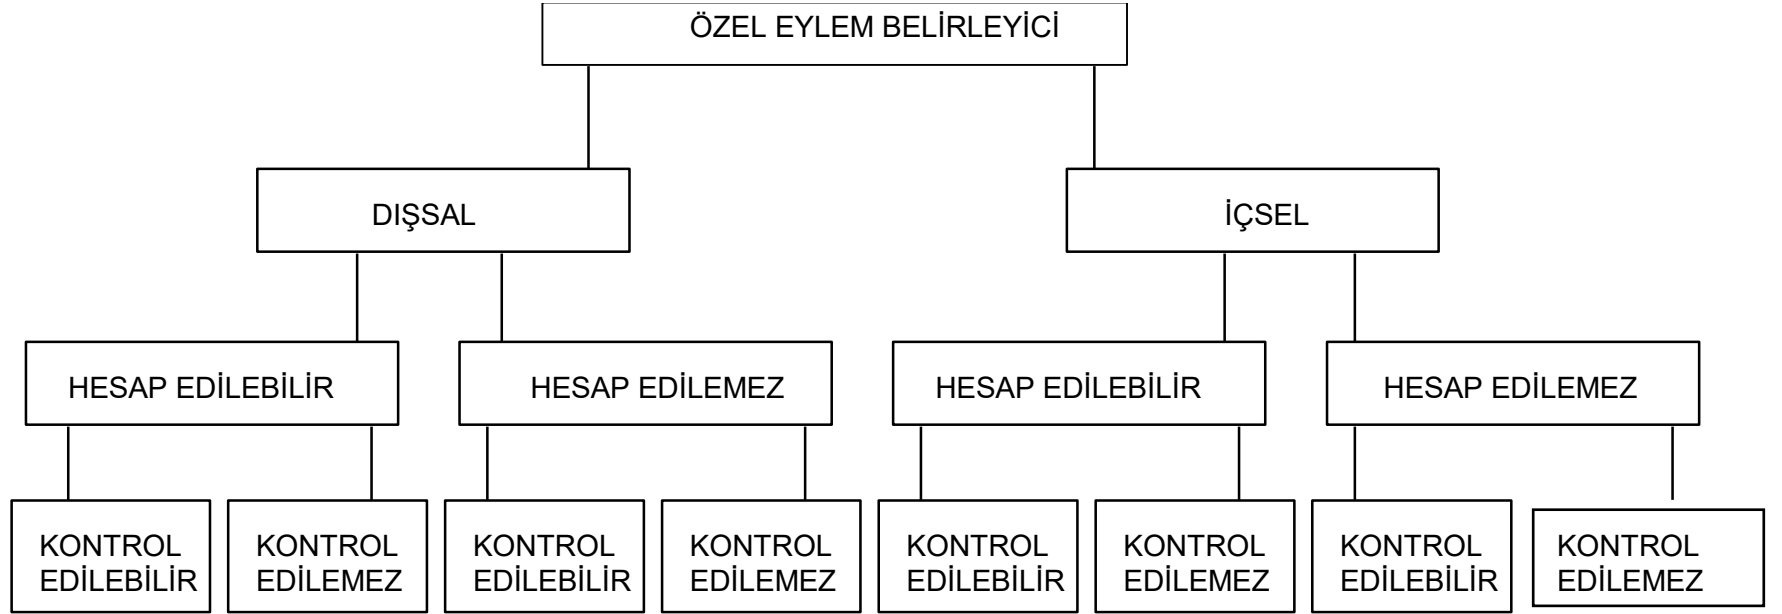 ÖZEL EYLEM BELİRLEYİCİ
DIŞSAL
İÇSEL
HESAP EDİLEBİLİR
HESAP EDİLEMEZ
HESAP EDİLEBİLİR
HESAP EDİLEMEZ
KONTROL
EDİLEBİLİR
KONTROL
EDİLEMEZ
KONTROL
EDİLEBİLİR
KONTROL
EDİLEMEZ
KONTROL
EDİLEBİLİR
KONTROL
EDİLEMEZ
KONTROL
EDİLEBİLİR
KONTROL
EDİLEMEZ